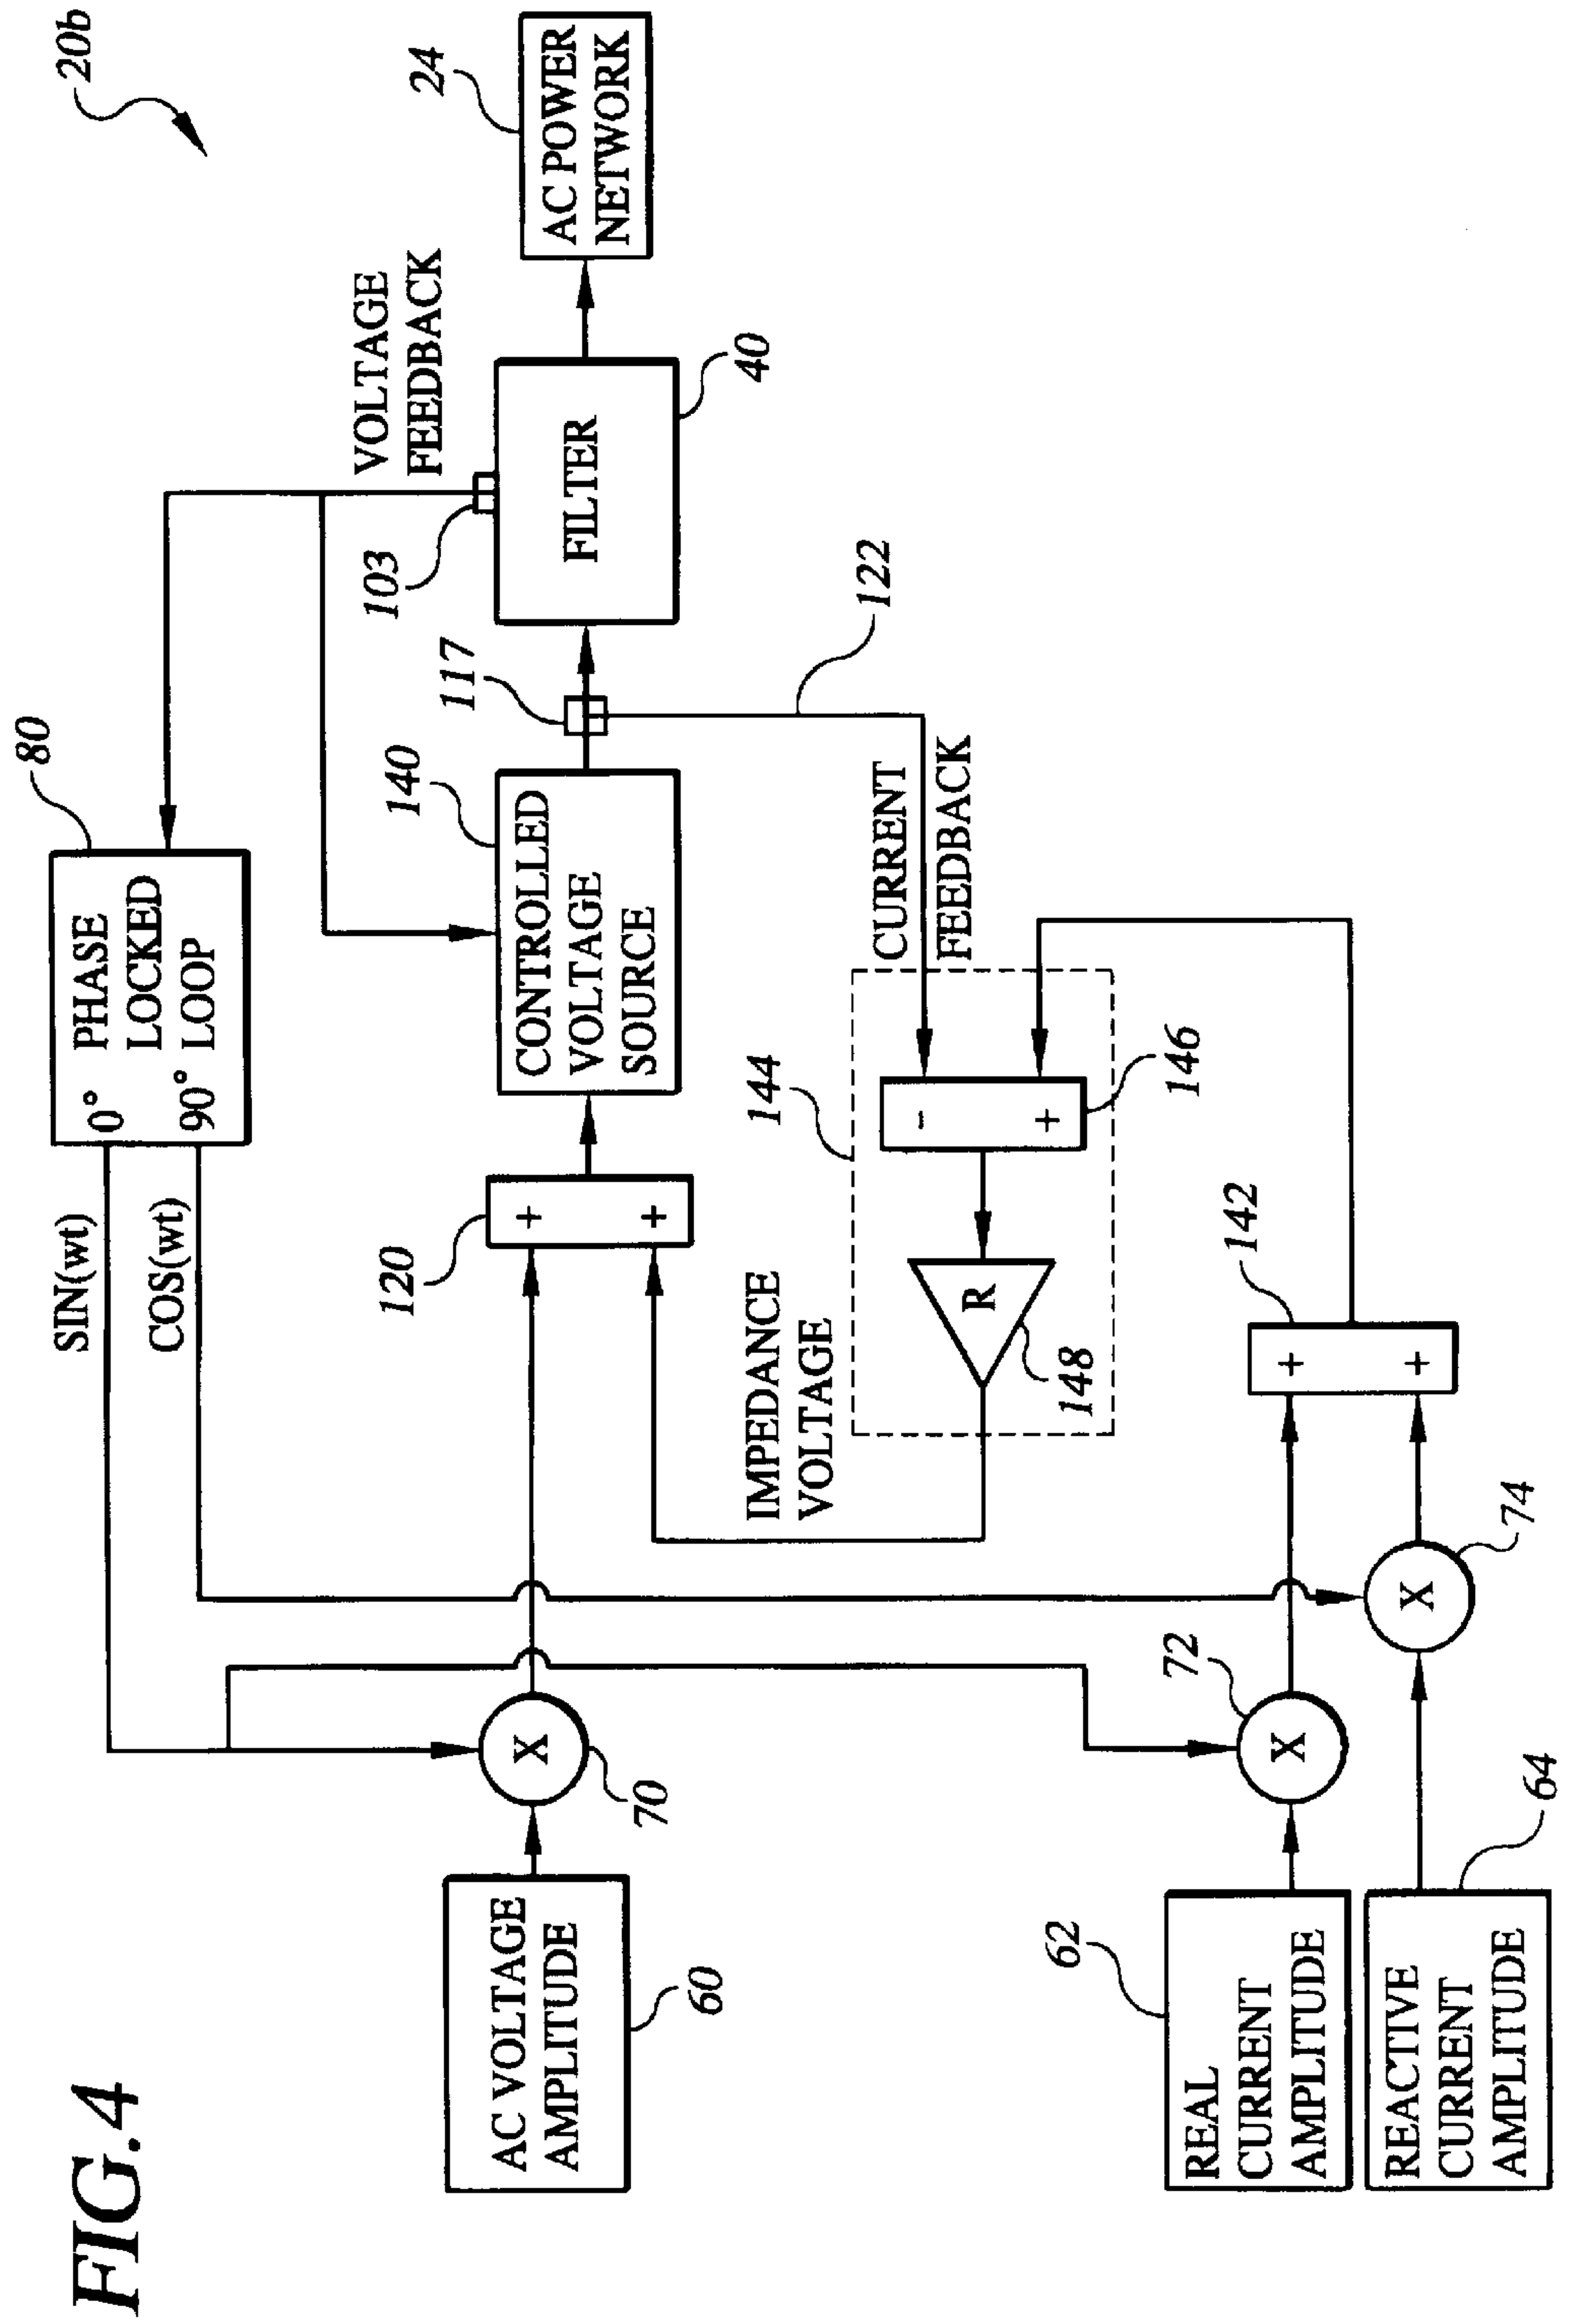 FIG.4
20b
80
0° PHASE
LOCKED
90° LOOP
SIN(wt)
COS(wt)
VOLTAGE
FEEDBACK
24
AC POWER
NETWORK
103
FILTER
40
117
140
CONTROLLED
VOLTAGE
SOURCE
120
+
+
AC VOLTAGE
AMPLITUDE
60
X
70
122
CURRENT
FEEDBACK
IMPEDANCE
VOLTAGE
144
-
+
146
R
148
142
+
+
62
REAL
CURRENT
AMPLITUDE
X
72
REACTIVE
CURRENT
AMPLITUDE
64
X
74